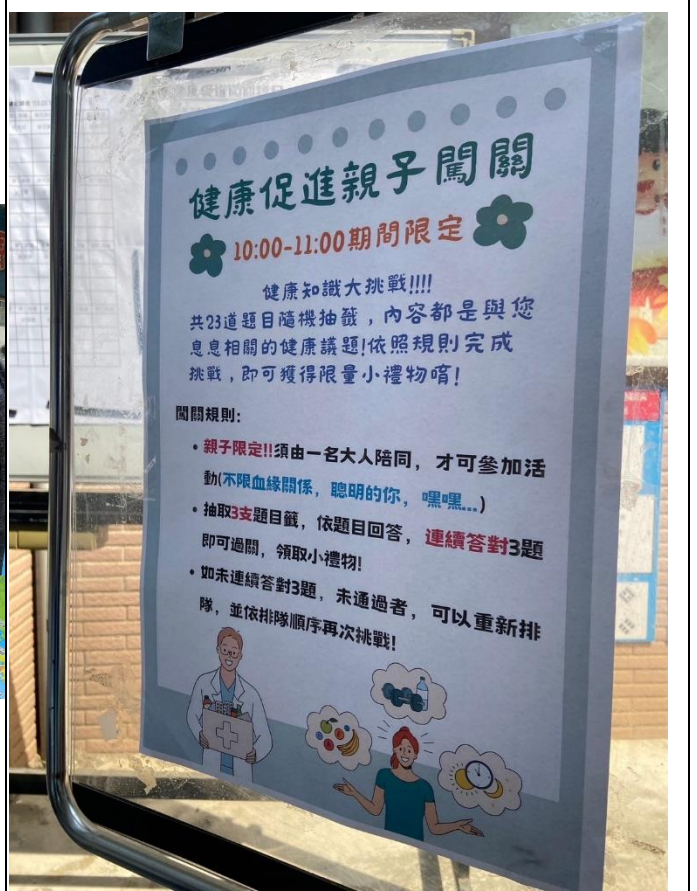 健康促進親子闖關
10:00-11:00期間限定
健康知識大挑戰!!!!
共23道題目隨機抽籤，內容都是與您
息息相關的健康議題!依照規則完成
挑戰，即可獲得限量小禮物唷!
闖關規則:
• 親子限定!!須由一名大人陪同，才可參加活
動(不限血緣關係，聰明的你，嘿嘿...)
• 抽取3支題目籤，依題目回答，連續答對3題
即可過關，領取小禮物!
• 如未連續答對3題，未通過者，可以重新排
隊，並依排隊順序再次挑戰!